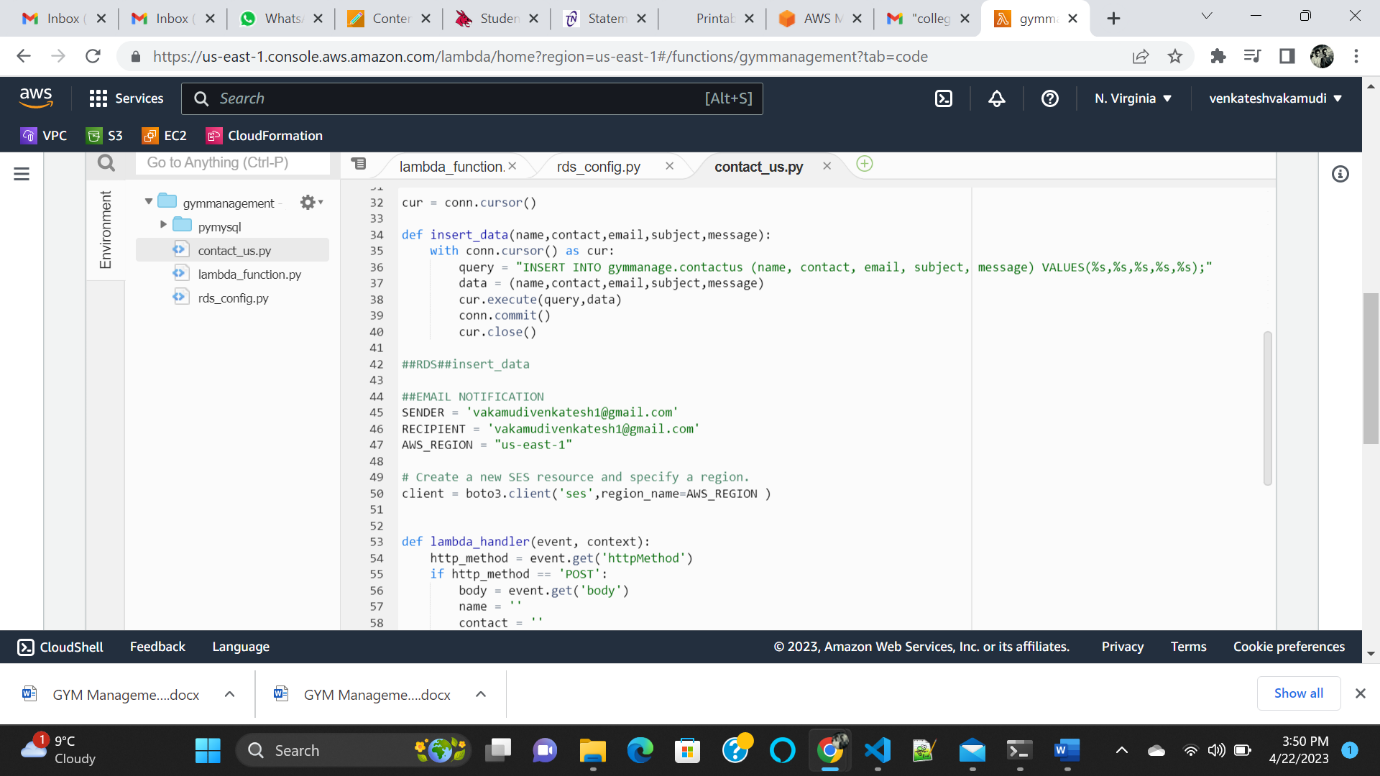 Inbox (
Inbox (
Whats
Conter
Studen
Statem
Printab
AWS M
"colleg
gymm
https://us-east-1.console.aws.amazon.com/lambda/home?region=us-east-1#/functions/gymmanagement?tab=code
aws
Services
Search
[Alt+S]
N. Virginia
venkateshvakamudi
VPC
S3
EC2
CloudFormation
Go to Anything (Ctrl-P)
lambda_function.
rds_config.py
contact_us.py
Environment
gymmanagement
pymysql
contact_us.py
lambda_function.py
rds_config.py
31
32 cur = conn.cursor()
33
34 def insert_data(name,contact,email,subject,message):
35 with conn.cursor() as cur:
36 query = "INSERT INTO gymmanage.contactus (name, contact, email, subject, message) VALUES(%s,%s,%s,%s,%s);"
37 data = (name,contact,email,subject,message)
38 cur.execute(query,data)
39 conn.commit()
40 cur.close()
41
42 ##RDS##insert_data
43
44 ##EMAIL NOTIFICATION
45 SENDER = 'vakamudivenkatesh1@gmail.com'
46 RECIPIENT = 'vakamudivenkatesh1@gmail.com'
47 AWS_REGION = "us-east-1"
48
49 # Create a new SES resource and specify a region.
50 client = boto3.client('ses',region_name=AWS_REGION )
51
52
53 def lambda_handler(event, context):
54 http_method = event.get('httpMethod')
55 if http_method == 'POST':
56 body = event.get('body')
57 name = ''
58 contact = ''
CloudShell
Feedback
Language
© 2023, Amazon Web Services, Inc. or its affiliates.
Privacy
Terms
Cookie preferences
GYM Manageme....docx
GYM Manageme....docx
Show all
1
9°C
Cloudy
Search
3:50 PM
4/22/2023
1